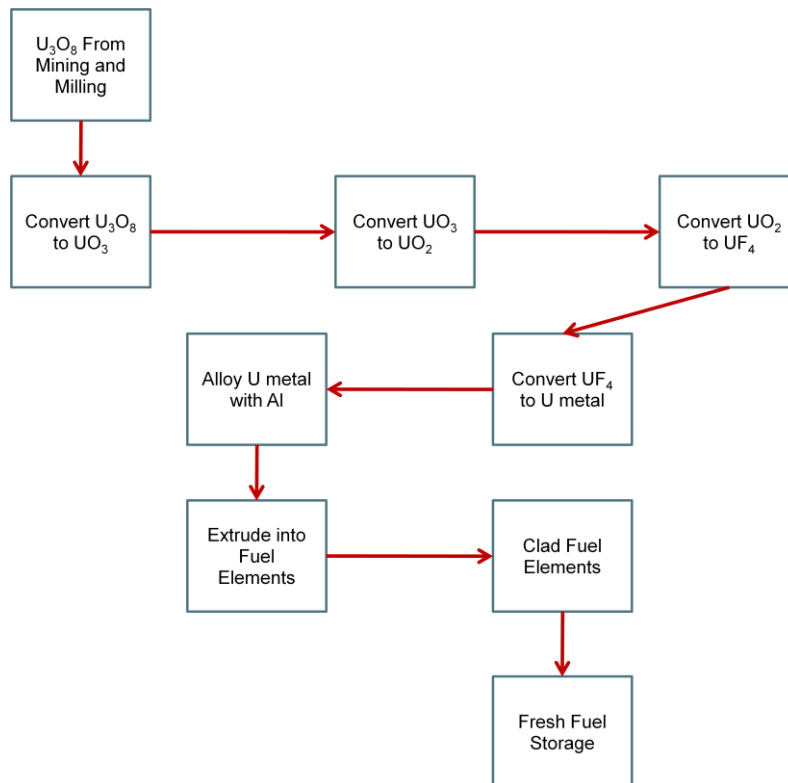 U₃O₈ From
Mining and
Milling
Convert U₃O₈
to UO₃
Convert UO₃
to UO₂
Convert UO₂
to UF₄
Alloy U metal
with Al
Convert UF₄
to U metal
Extrude into
Fuel
Elements
Clad Fuel
Elements
Fresh Fuel
Storage